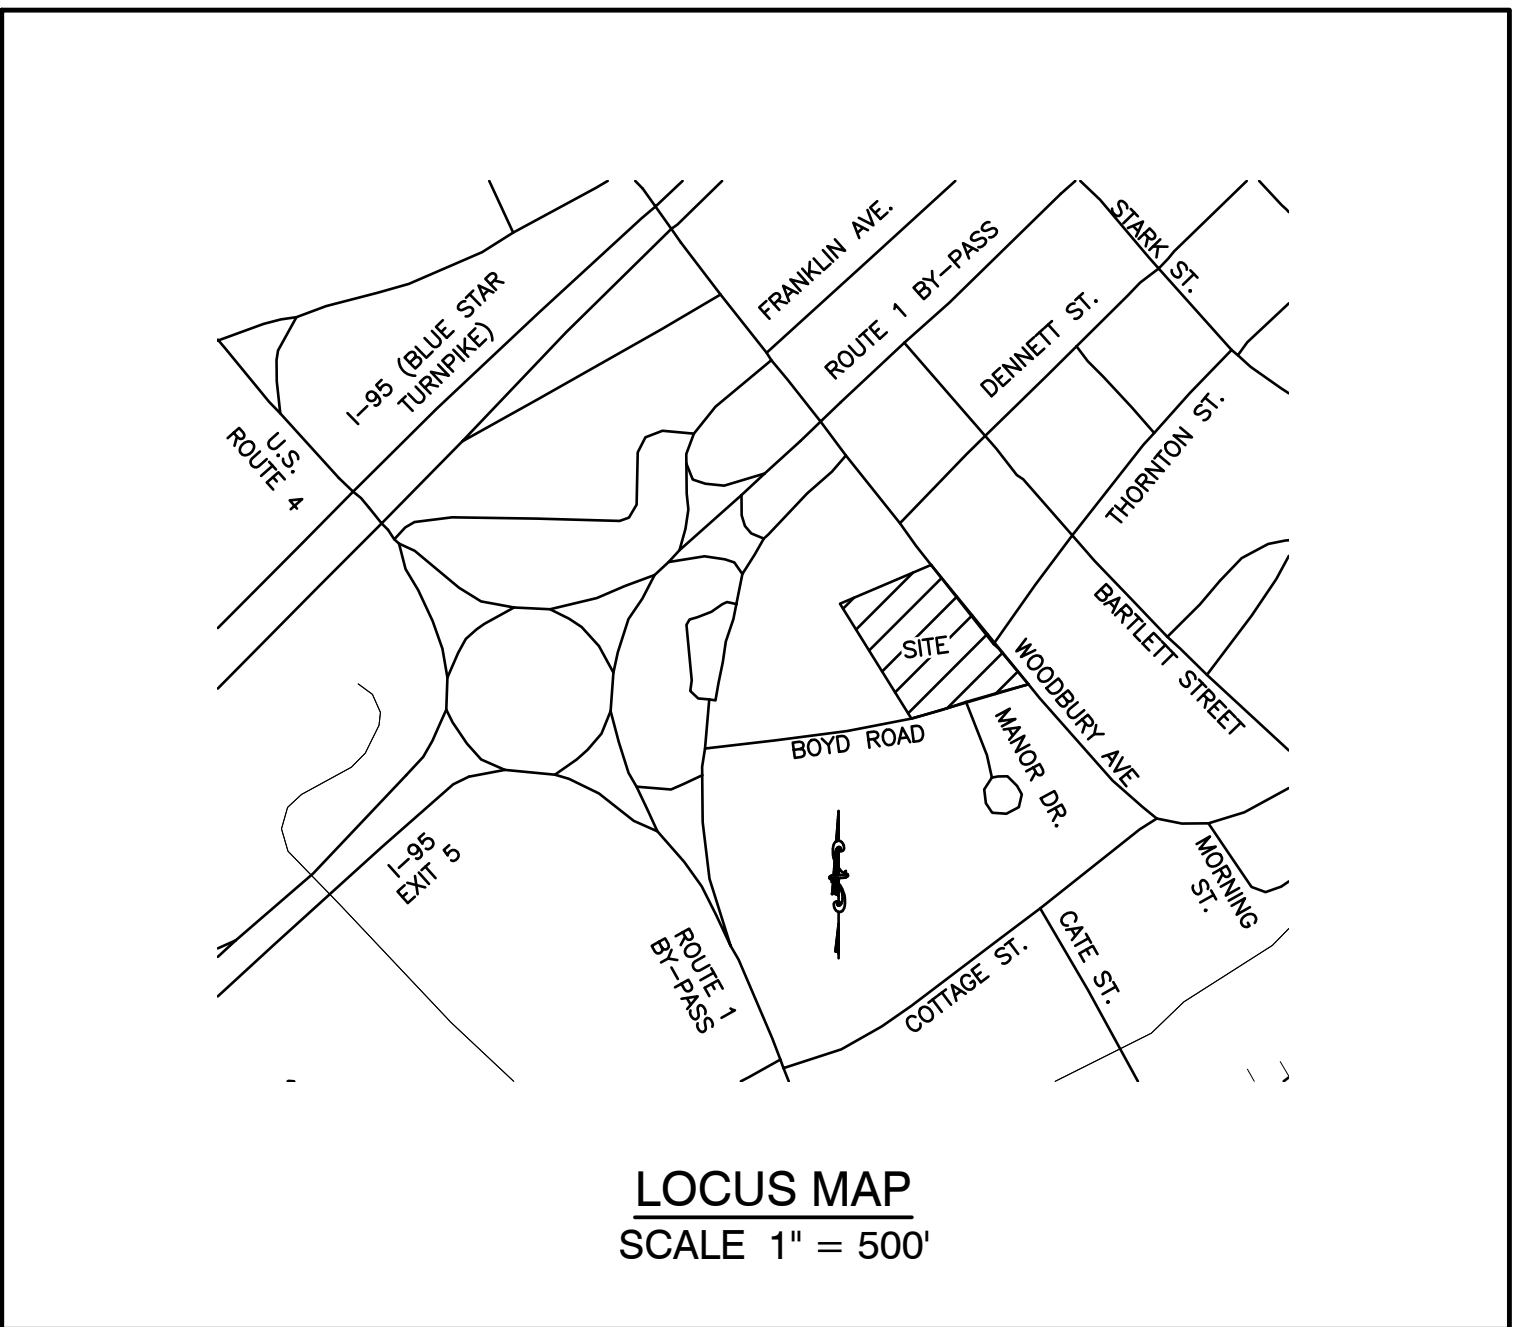 STARK ST.
FRANKLIN AVE.
ROUTE 1 BY-PASS
I-95 (BLUE STAR
TURNPIKE)
DENNETT ST.
U.S.
ROUTE 4
THORNTON ST.
BARTLETT STREET
SITE
WOODBURY AVE
BOYD ROAD
MANOR DR.
I-95
EXIT 5
MORNING
ST.
ROUTE 1
BY-PASS
COTTAGE ST.
CATE ST.
LOCUS MAP
SCALE 1" = 500'